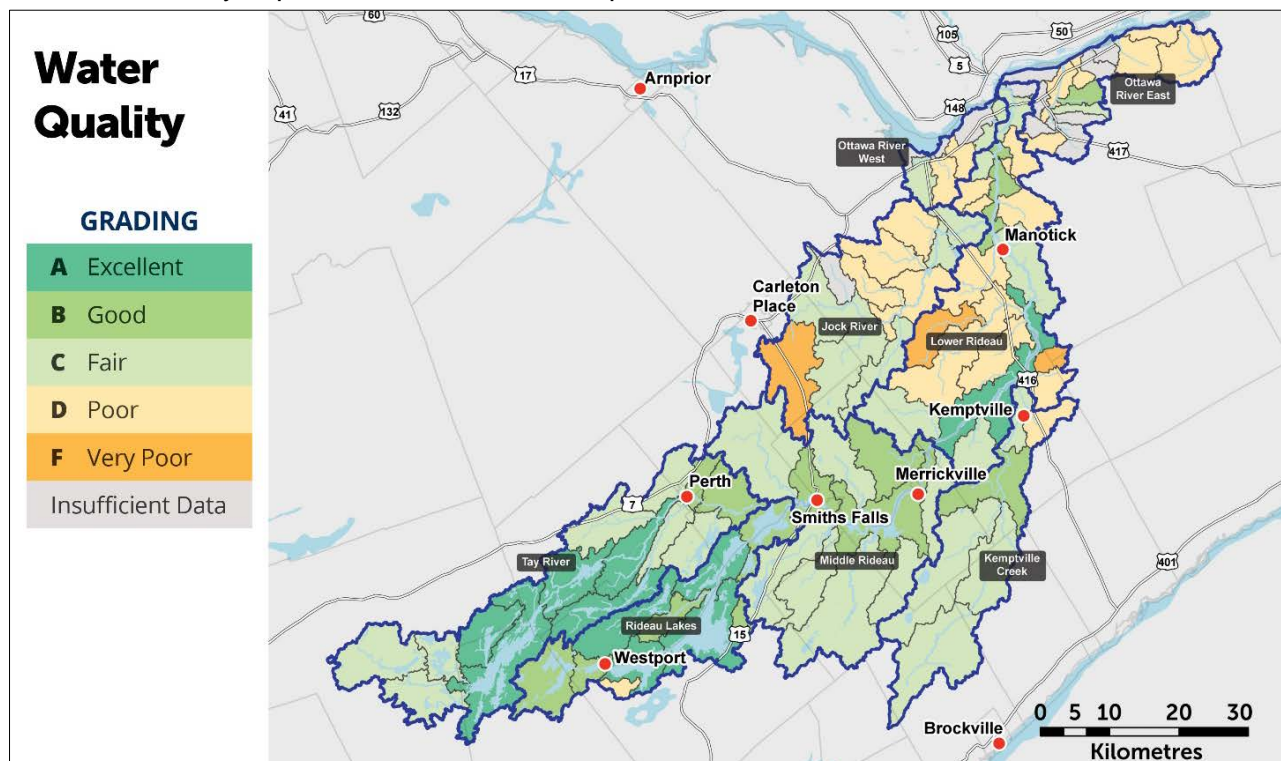 Water
Quality
GRADING
A Excellent
B Good
C Fair
D Poor
F Very Poor
Insufficient Data
60
105
50
5
Arnprior
17
41
132
148
Ottawa
River East
417
Ottawa River
West
Manotick
Carleton
Place
Jock River
Lower Rideau
416
Kemptville
Perth
7
Merrickville
Smiths Falls
Tay River
Middle Rideau
Kemptville
Creek
401
Rideau Lakes
15
Westport
Brockville
0 5 10 20 30
Kilometres